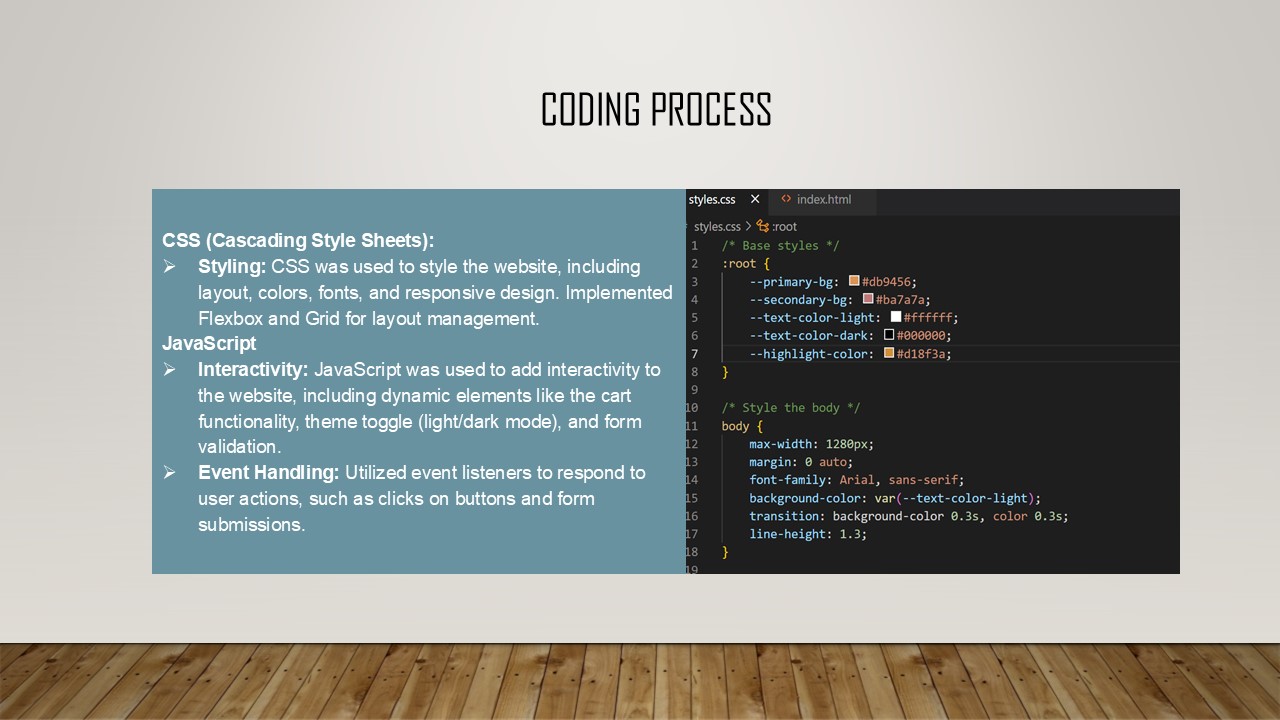 CODING PROCESS
CSS (Cascading Style Sheets):
➢ Styling: CSS was used to style the website, including
layout, colors, fonts, and responsive design. Implemented
Flexbox and Grid for layout management.
JavaScript
➢ Interactivity: JavaScript was used to add interactivity to
the website, including dynamic elements like the cart
functionality, theme toggle (light/dark mode), and form
validation.
➢ Event Handling: Utilized event listeners to respond to
user actions, such as clicks on buttons and form
submissions.
styles.css × <> index.html
styles.css > :root
1 /* Base styles */
2 :root {
3 --primary-bg: #db9456;
4 --secondary-bg: #ba7a7a;
5 --text-color-light: #ffffff;
6 --text-color-dark: #000000;
7 --highlight-color: #d18f3a;
8 }
9
10 /* Style the body */
11 body {
12 max-width: 1280px;
13 margin: 0 auto;
14 font-family: Arial, sans-serif;
15 background-color: var(--text-color-light);
16 transition: background-color 0.3s, color 0.3s;
17 line-height: 1.3;
18 }
19